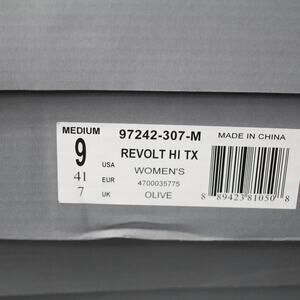 MEDIUM
9 USA
41 EUR
7 UK
97242-307-M
REVOLT HI TX
WOMEN'S
4700035775
OLIVE
MADE IN CHINA
8 89423 81050 8